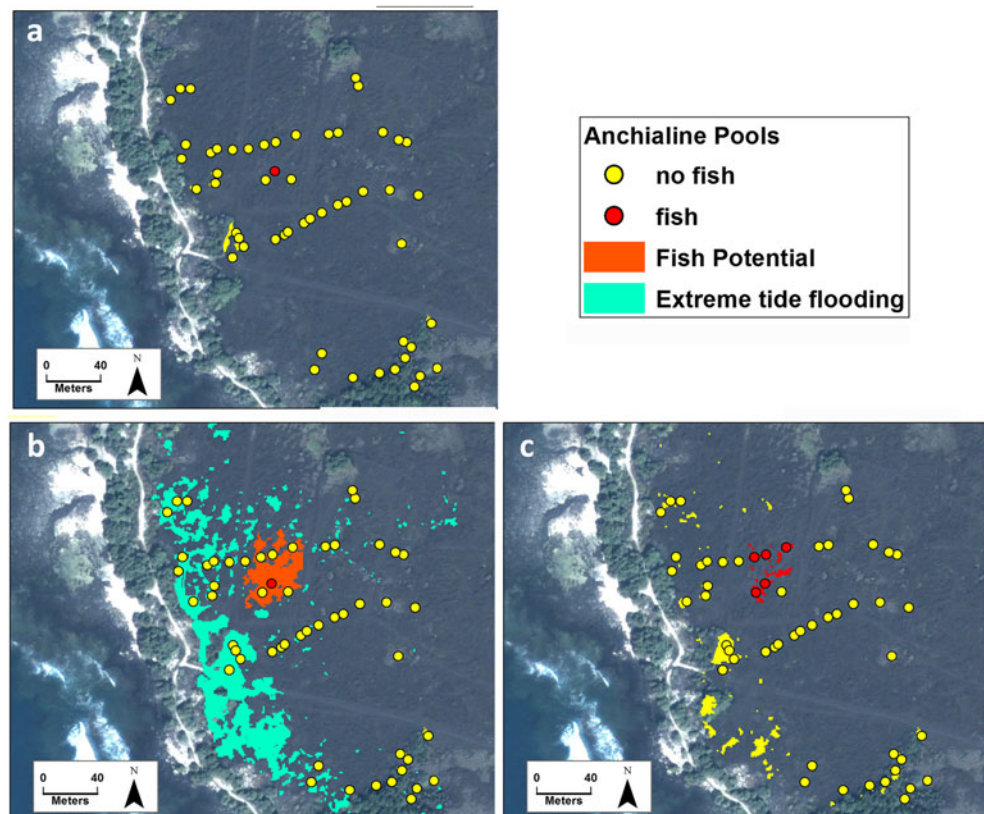 a
Anchialine Pools
no fish
fish
Fish Potential
Extreme tide flooding
0 40
Meters
N
b
0 40
Meters
N
c
0 40
Meters
N